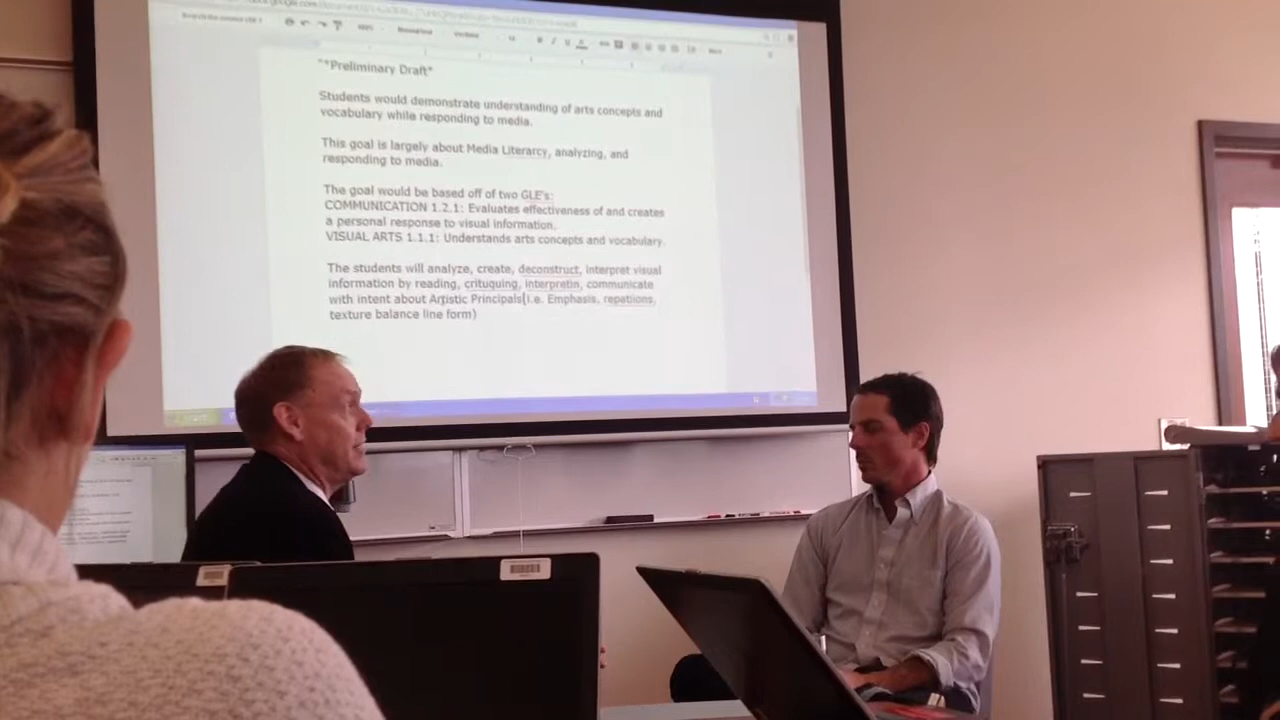 "*Preliminary Draft*
Students would demonstrate understanding of arts concepts and
vocabulary while responding to media.
This goal is largely about Media Literarcy, analyzing, and
responding to media.
The goal would be based off of two GLE's:
COMMUNICATION 1.2.1: Evaluates effectiveness of and creates
a personal response to visual information.
VISUAL ARTS 1.1.1: Understands arts concepts and vocabulary.
The students will analyze, create, deconstruct, interpret visual
information by reading, crituquing, interpretin, communicate
with intent about Artistic Principals(i.e. Emphasis, repatiions,
texture balance line form)